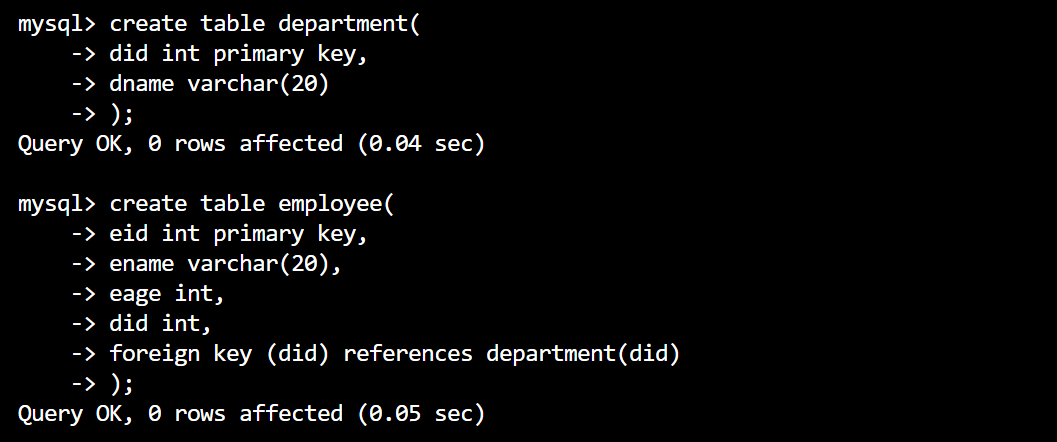 mysql> create table department(
    -> did int primary key,
    -> dname varchar(20)
    -> );
Query OK, 0 rows affected (0.04 sec)

mysql> create table employee(
    -> eid int primary key,
    -> ename varchar(20),
    -> eage int,
    -> did int,
    -> foreign key (did) references department(did)
    -> );
Query OK, 0 rows affected (0.05 sec)